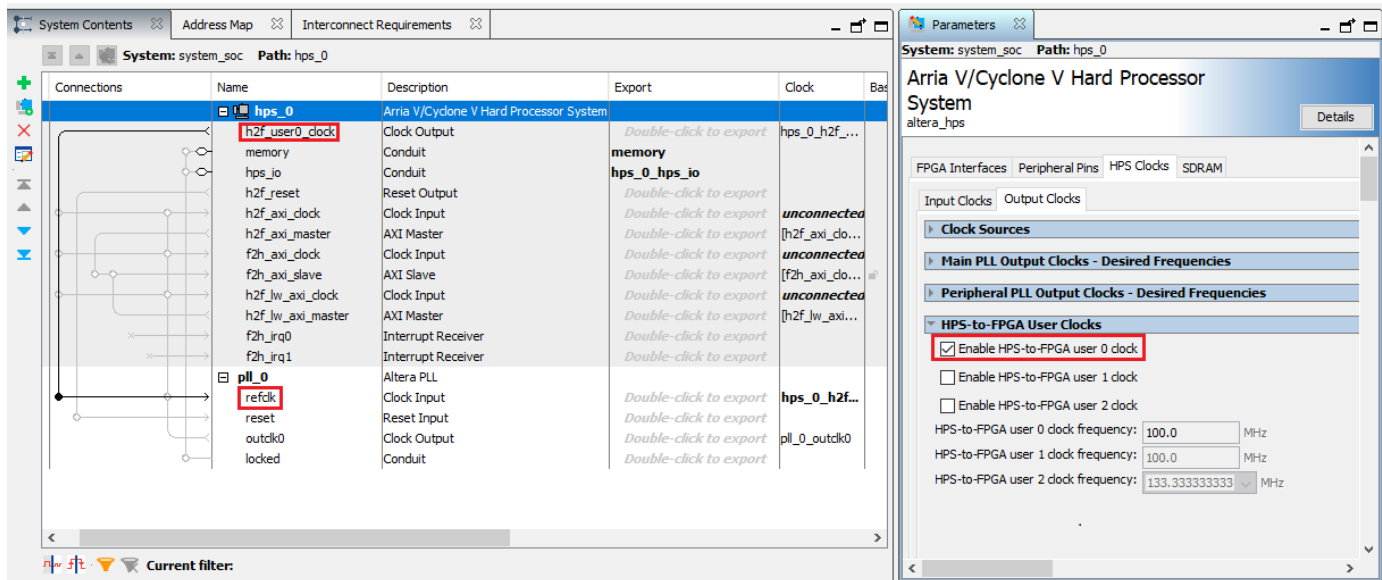 System Contents Address Map Interconnect Requirements
System: system_soc Path: hps_0
Connections Name Description Export Clock Bas
hps_0 Arria V/Cyclone V Hard Processor System
h2f_user0_clock Clock Output Double-click to export hps_0_h2f_...
memory Conduit memory
hps_io Conduit hps_0_hps_io
h2f_reset Reset Output Double-click to export
h2f_axi_clock Clock Input Double-click to export unconnected
h2f_axi_master AXI Master Double-click to export [h2f_axi_clo...
f2h_axi_clock Clock Input Double-click to export unconnected
f2h_axi_slave AXI Slave Double-click to export [f2h_axi_clo...
h2f_lw_axi_clock Clock Input Double-click to export unconnected
h2f_lw_axi_master AXI Master Double-click to export [h2f_lw_axi...
f2h_irq0 Interrupt Receiver Double-click to export
f2h_irq1 Interrupt Receiver Double-click to export
pll_0 Altera PLL
refclk Clock Input Double-click to export hps_0_h2f...
reset Reset Input Double-click to export
outclk0 Clock Output Double-click to export pll_0_outclk0
locked Conduit Double-click to export
Current filter:
Parameters
System: system_soc Path: hps_0
Arria V/Cyclone V Hard Processor
System
altera_hps
Details
FPGA Interfaces Peripheral Pins HPS Clocks SDRAM
Input Clocks Output Clocks
Clock Sources
Main PLL Output Clocks - Desired Frequencies
Peripheral PLL Output Clocks - Desired Frequencies
HPS-to-FPGA User Clocks
Enable HPS-to-FPGA user 0 clock
Enable HPS-to-FPGA user 1 clock
Enable HPS-to-FPGA user 2 clock
HPS-to-FPGA user 0 clock frequency: 100.0 MHz
HPS-to-FPGA user 1 clock frequency: 100.0 MHz
HPS-to-FPGA user 2 clock frequency: 133.333333333 MHz